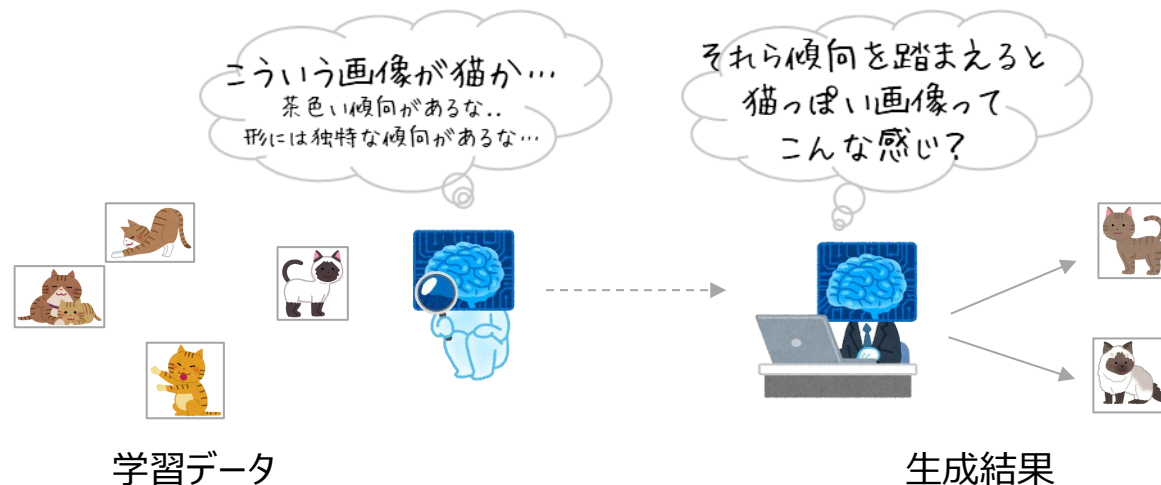 こういう画像が猫か…
茶色い傾向があるな..
形には独特な傾向があるな…
それら傾向を踏まえると
猫っぽい画像って
こんな感じ?
学習データ
生成結果